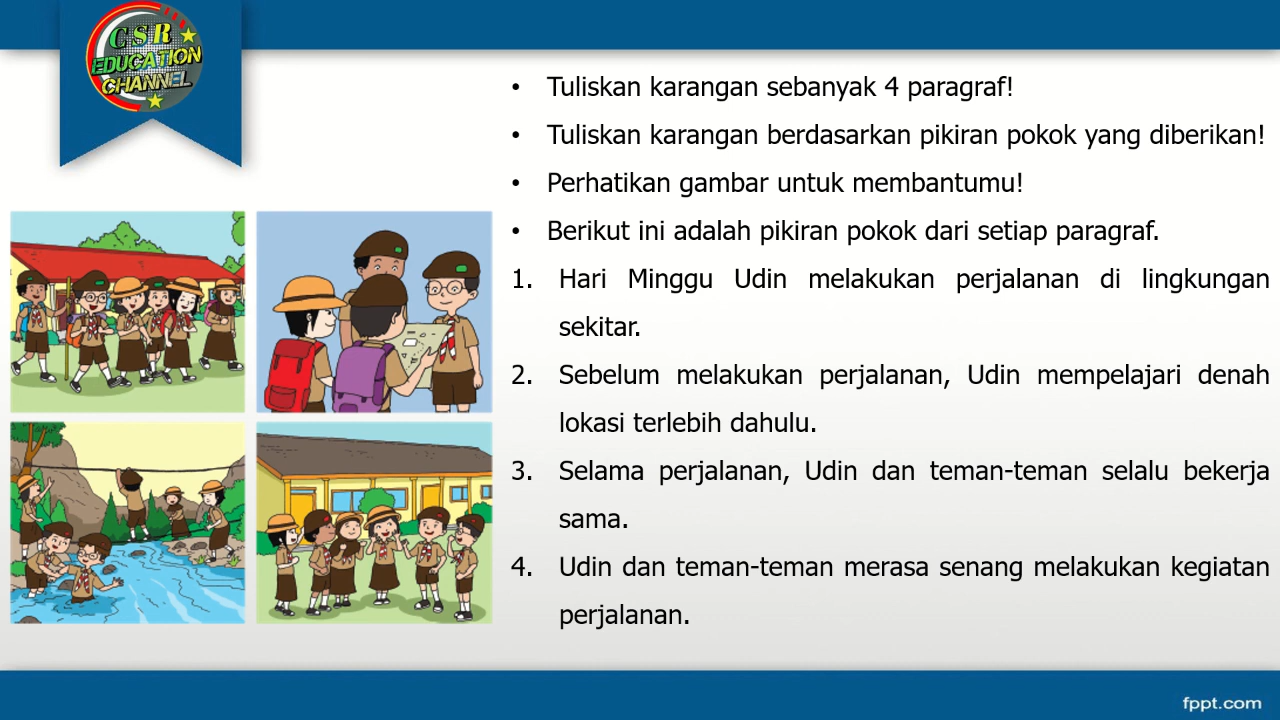 CSR
EDUCATION
CHANNEL
• Tuliskan karangan sebanyak 4 paragraf!
• Tuliskan karangan berdasarkan pikiran pokok yang diberikan!
• Perhatikan gambar untuk membantumu!
• Berikut ini adalah pikiran pokok dari setiap paragraf.
1. Hari Minggu Udin melakukan perjalanan di lingkungan
sekitar.
2. Sebelum melakukan perjalanan, Udin mempelajari denah
lokasi terlebih dahulu.
3. Selama perjalanan, Udin dan teman-teman selalu bekerja
sama.
4. Udin dan teman-teman merasa senang melakukan kegiatan
perjalanan.
fppt.com